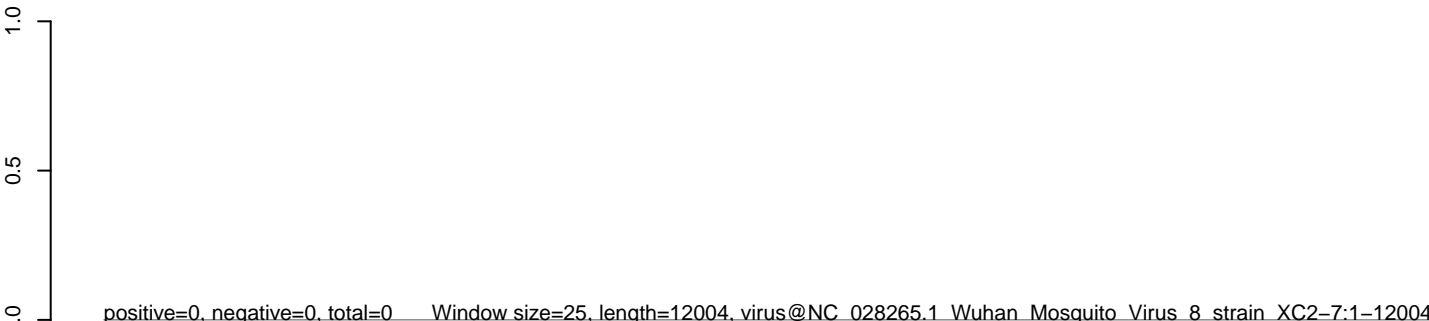 1.0
0.5
.0
positive=0, negative=0, total=0 Window size=25, length=12004, virus@NC_028265.1_Wuhan_Mosquito_Virus_8_strain_XC2−7:1−12004